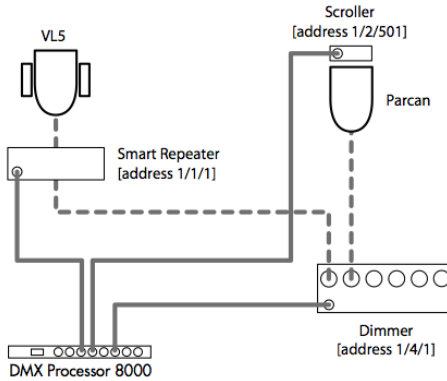 VL5
Scroller
[address 1/2/501]
Parcan
Smart Repeater
[address 1/1/1]
Dimmer
[address 1/4/1]
DMX Processor 8000